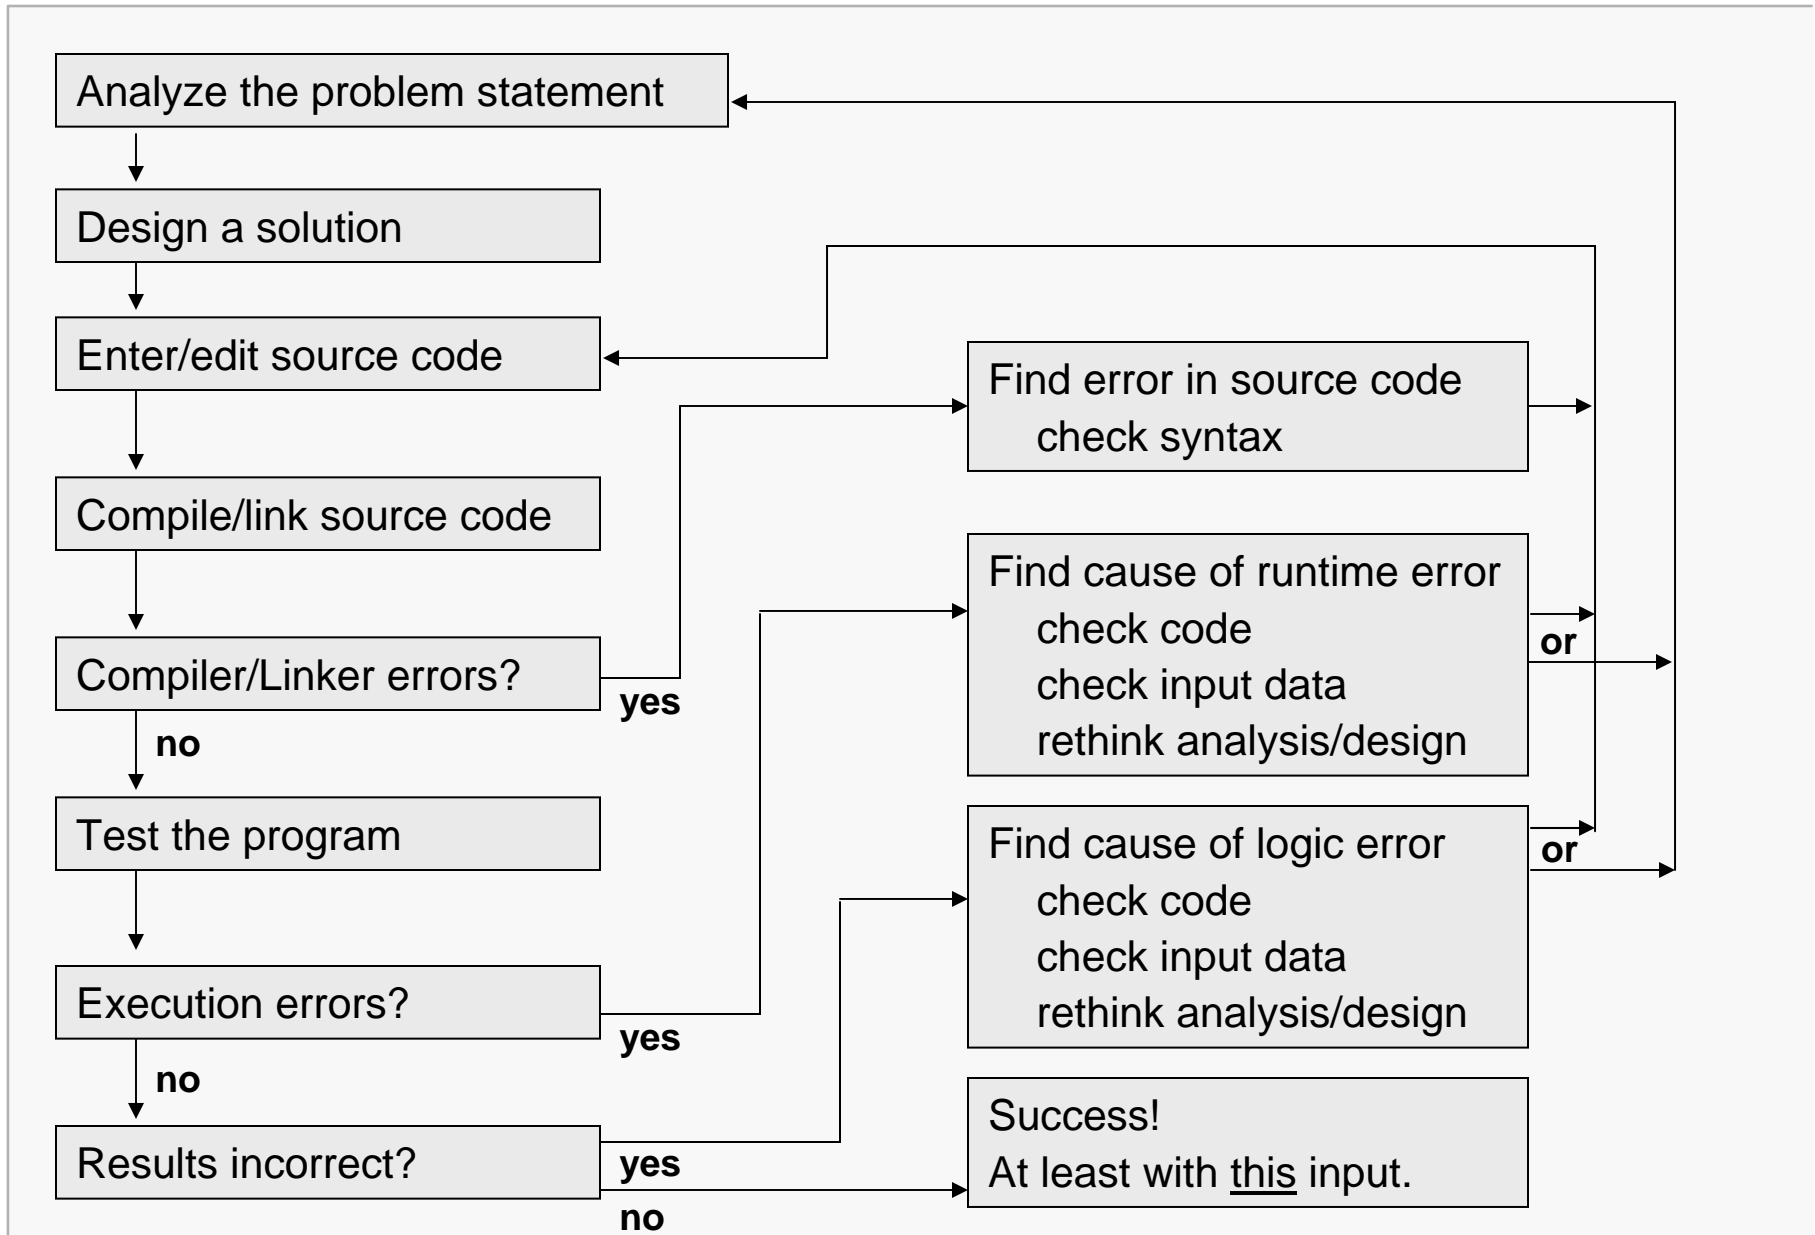 Analyze the problem statement
Design a solution
Enter/edit source code
Compile/link source code
Compiler/Linker errors?
yes
no
Test the program
Execution errors?
yes
no
Results incorrect?
yes
no
Find error in source code
check syntax
Find cause of runtime error
check code
check input data
rethink analysis/design
or
Find cause of logic error
check code
check input data
rethink analysis/design
or
Success!
At least with this input.